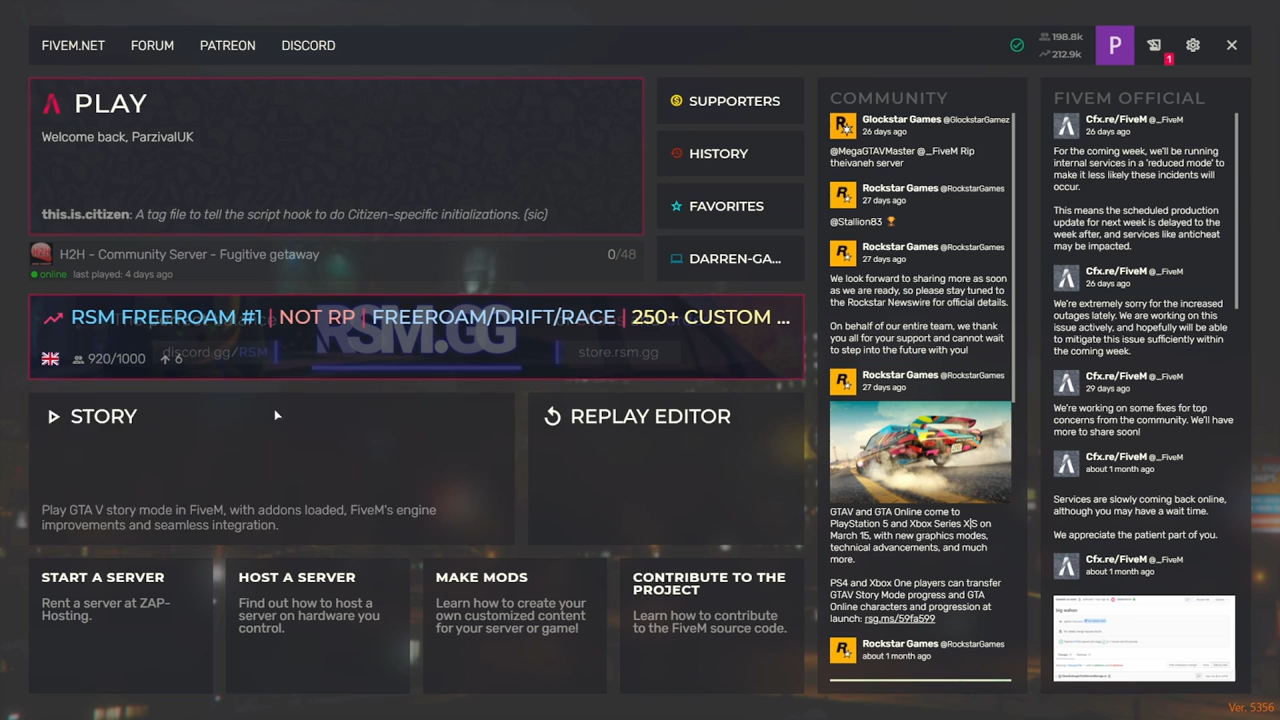 FIVEM.NET FORUM PATREON DISCORD
198.8k
212.9k
P
1
PLAY
Welcome back, ParzivalUK
this.is.citizen: A tag file to tell the script hook to do Citizen-specific initializations. (sic)
H2H - Community Server - Fugitive getaway 0/48
online last played: 4 days ago
SUPPORTERS
HISTORY
FAVORITES
DARREN-GA...
RSM FREEROAM #1 | NOT RP | FREEROAM/DRIFT/RACE | 250+ CUSTOM ...
RSM.GG
920/1000 6
discord.gg/RSM
store.rsm.gg
STORY
Play GTA V story mode in FiveM, with addons loaded, FiveM's engine
improvements and seamless integration.
REPLAY EDITOR
START A SERVER
Rent a server at ZAP-
Hosting.
HOST A SERVER
Find out how to host a
server on hardware you
control.
MAKE MODS
Learn how to create your
own customized content
for your server/game!
CONTRIBUTE TO THE
PROJECT
Learn how to contribute
to the FiveM source code.
COMMUNITY
Glockstar Games @GlockstarGamez
26 days ago
@MegaGTAVMaster @_FiveM Rip
theivaneh server
Rockstar Games @RockstarGames
27 days ago
@Stallion83 🏆
Rockstar Games @RockstarGames
27 days ago
We look forward to sharing more as soon
as we are ready, so please stay tuned to
the Rockstar Newswire for official details.
On behalf of our entire team, we thank
you all for your support and cannot wait
to step into the future with you!
Rockstar Games @RockstarGames
27 days ago
GTAV and GTA Online come to
PlayStation 5 and Xbox Series X|S on
March 15, with new graphics modes,
technical advancements, and much
more.
PS4 and Xbox One players can transfer
GTAV Story Mode progress and GTA
Online characters and progression at
launch: rsg.ms/59fa599
Rockstar Games @RockstarGames
about 1 month ago
FIVEM OFFICIAL
Cfx.re/FiveM @_FiveM
26 days ago
For the coming week, we'll be running
internal services in a 'reduced mode' to
make it less likely these incidents will
occur.
This means the scheduled production
update for next week is delayed to the
week after, and services like anticheat
may be impacted.
Cfx.re/FiveM @_FiveM
26 days ago
We're extremely sorry for the increased
outages lately. We are working on this
issue actively, and hopefully will be able
to mitigate this issue sufficiently within
the coming week.
Cfx.re/FiveM @_FiveM
29 days ago
We're working on some fixes for top
concerns from the community. We'll have
more to share soon!
Cfx.re/FiveM @_FiveM
about 1 month ago
Services are slowly coming back online,
although you may have a wait time.
We appreciate the patient part of you.
Cfx.re/FiveM @_FiveM
about 1 month ago
Ver. 5356